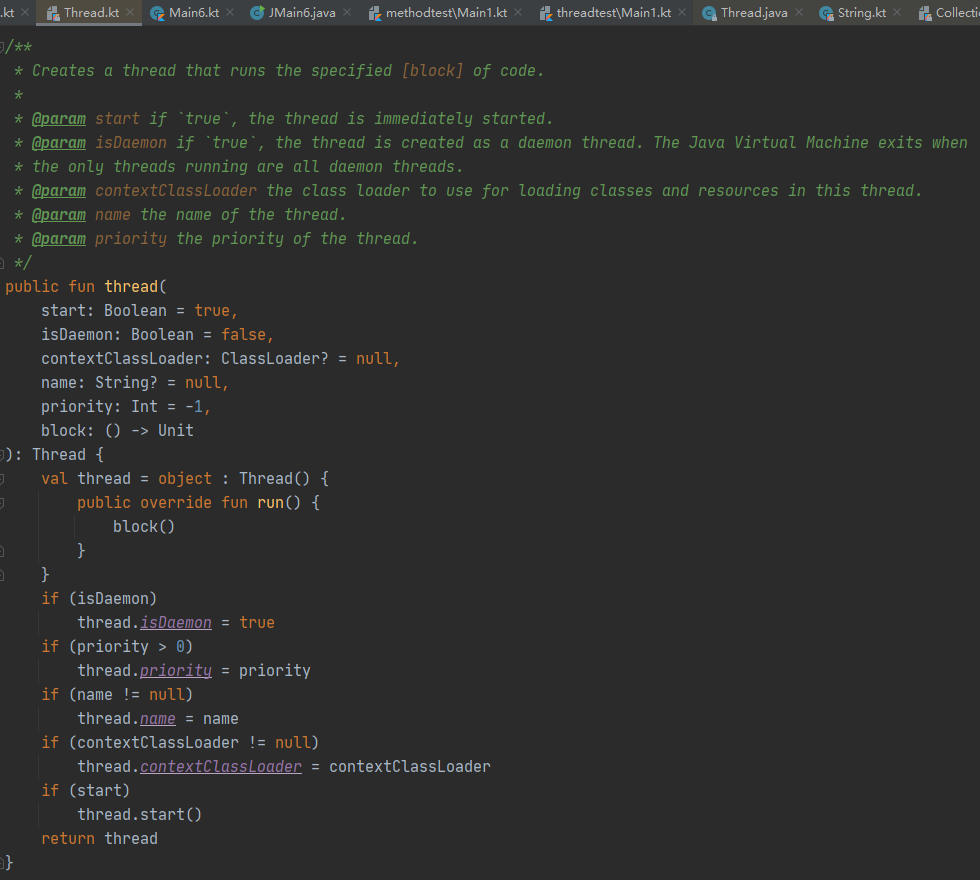 .kt Thread.kt Main6.kt JMain6.java methodtest\Main1.kt threadtest\Main1.kt Thread.java String.kt Collecti
/**
 * Creates a thread that runs the specified [block] of code.
 *
 * @param start if `true`, the thread is immediately started.
 * @param isDaemon if `true`, the thread is created as a daemon thread. The Java Virtual Machine exits when
 * the only threads running are all daemon threads.
 * @param contextClassLoader the class loader to use for loading classes and resources in this thread.
 * @param name the name of the thread.
 * @param priority the priority of the thread.
 */
public fun thread(
    start: Boolean = true,
    isDaemon: Boolean = false,
    contextClassLoader: ClassLoader? = null,
    name: String? = null,
    priority: Int = -1,
    block: () -> Unit
): Thread {
    val thread = object : Thread() {
        public override fun run() {
            block()
        }
    }
    if (isDaemon)
        thread.isDaemon = true
    if (priority > 0)
        thread.priority = priority
    if (name != null)
        thread.name = name
    if (contextClassLoader != null)
        thread.contextClassLoader = contextClassLoader
    if (start)
        thread.start()
    return thread
}